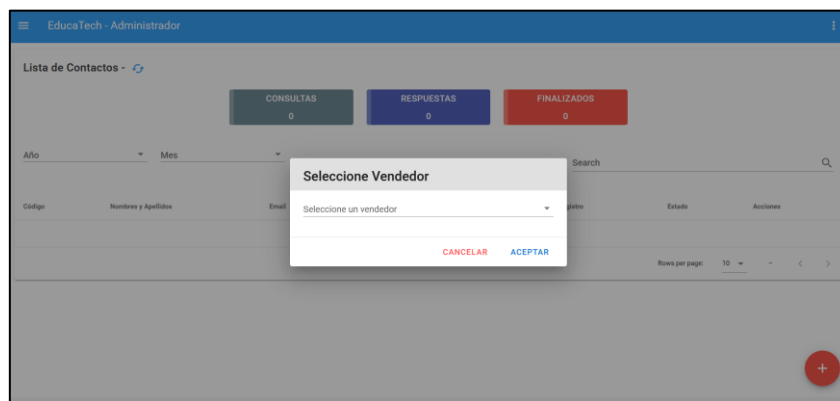 EducaTech - Administrador
Lista de Contactos -
CONSULTAS
0
RESPUESTAS
0
FINALIZADOS
0
Año
Mes
Search
Seleccione Vendedor
Seleccione un vendedor
CANCELAR
ACEPTAR
Código
Nombres y Apellidos
Email
gistro
Estado
Acciones
Rows per page:
10
-
+